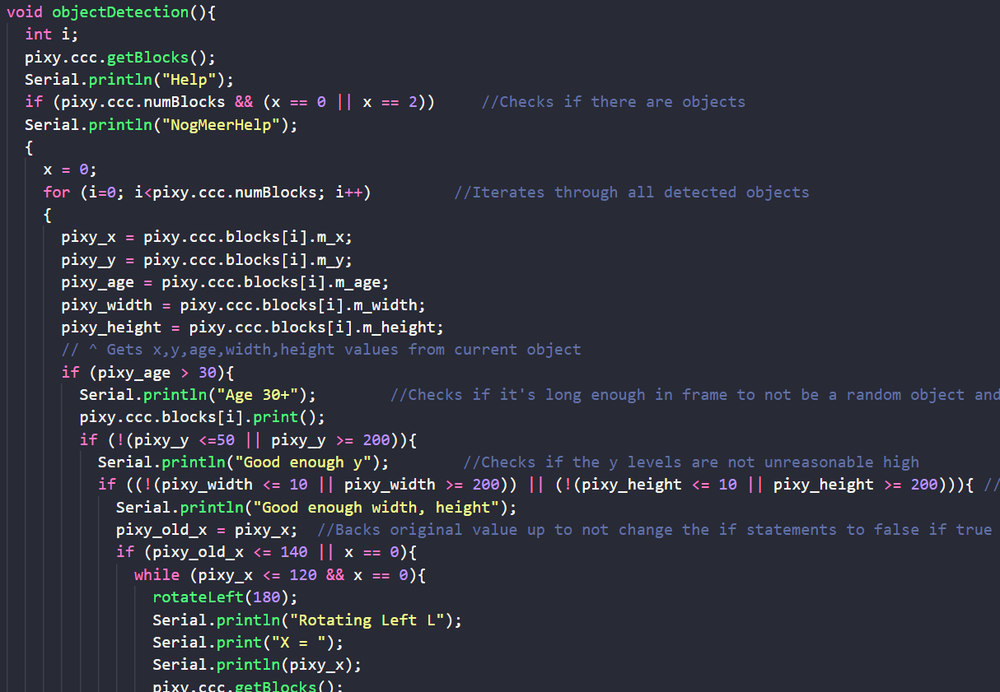 void objectDetection(){
int i;
pixy.ccc.getBlocks();
Serial.println("Help");
if (pixy.ccc.numBlocks && (x == 0 || x == 2)) //Checks if there are objects
Serial.println("NogMeerHelp");
{
x = 0;
for (i=0; i<pixy.ccc.numBlocks; i++) //Iterates through all detected objects
{
pixy_x = pixy.ccc.blocks[i].m_x;
pixy_y = pixy.ccc.blocks[i].m_y;
pixy_age = pixy.ccc.blocks[i].m_age;
pixy_width = pixy.ccc.blocks[i].m_width;
pixy_height = pixy.ccc.blocks[i].m_height;
// ^ Gets x,y,age,width,height values from current object
if (pixy_age > 30){
Serial.println("Age 30+"); //Checks if it's long enough in frame to not be a random object and
pixy.ccc.blocks[i].print();
if (!(pixy_y <=50 || pixy_y >= 200)){
Serial.println("Good enough y"); //Checks if the y levels are not unreasonable high
if ((!(pixy_width <= 10 || pixy_width >= 200)) || (!(pixy_height <= 10 || pixy_height >= 200))){ //
Serial.println("Good enough width, height");
pixy_old_x = pixy_x; //Backs original value up to not change the if statements to false if true
if (pixy_old_x <= 140 || x == 0){
while (pixy_x <= 120 && x == 0){
rotateLeft(180);
Serial.println("Rotating Left L");
Serial.print("X = ");
Serial.println(pixy_x);
pixy.ccc.getBlocks();